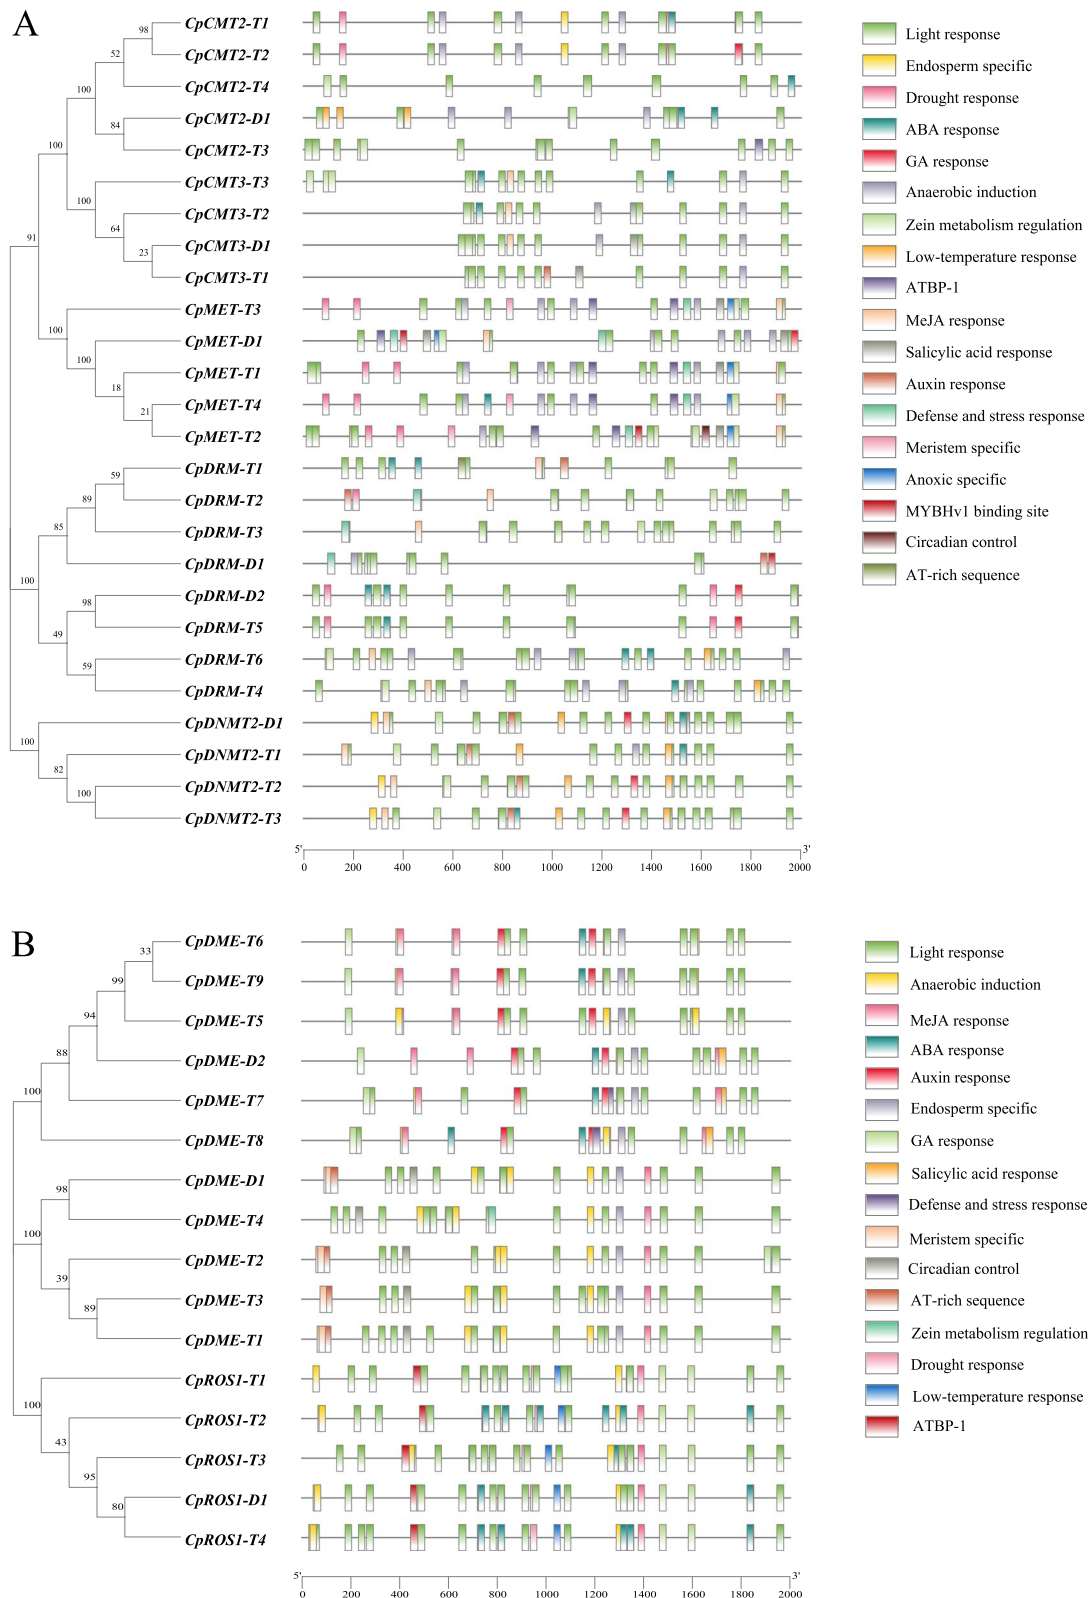 A
98
CpCMT2-T1
Light response
52
CpCMT2-T2
Endosperm specific
100
CpCMT2-T4
Drought response
84
CpCMT2-D1
ABA response
100
CpCMT2-T3
GA response
CpCMT3-T3
Anaerobic induction
100
CpCMT3-T2
Zein metabolism regulation
91
64
CpCMT3-D1
Low-temperature response
23
CpCMT3-T1
ATBP-1
CpMET-T3
MeJA response
100
CpMET-D1
Salicylic acid response
100
CpMET-T1
Auxin response
18
CpMET-T4
Defense and stress response
21
CpMET-T2
Meristem specific
59
CpDRM-T1
Anoxic specific
89
CpDRM-T2
MYBHv1 binding site
85
CpDRM-T3
Circadian control
CpDRM-D1
AT-rich sequence
100
98
CpDRM-D2
49
CpDRM-T5
59
CpDRM-T6
CpDRM-T4
CpDNMT2-D1
100
CpDNMT2-T1
82
CpDNMT2-T2
100
CpDNMT2-T3
5' 3'
0 200 400 600 800 1000 1200 1400 1600 1800 2000
B
33
CpDME-T6
Light response
99
CpDME-T9
Anaerobic induction
94
CpDME-T5
MeJA response
88
CpDME-D2
ABA response
100
CpDME-T7
Auxin response
CpDME-T8
Endosperm specific
98
CpDME-D1
GA response
100
CpDME-T4
Salicylic acid response
CpDME-T2
Defense and stress response
39
CpDME-T3
Meristem specific
89
CpDME-T1
Circadian control
CpROS1-T1
AT-rich sequence
100
CpROS1-T2
Zein metabolism regulation
43
CpROS1-T3
Drought response
95
CpROS1-D1
Low-temperature response
80
CpROS1-T4
ATBP-1
5' 3'
0 200 400 600 800 1000 1200 1400 1600 1800 2000